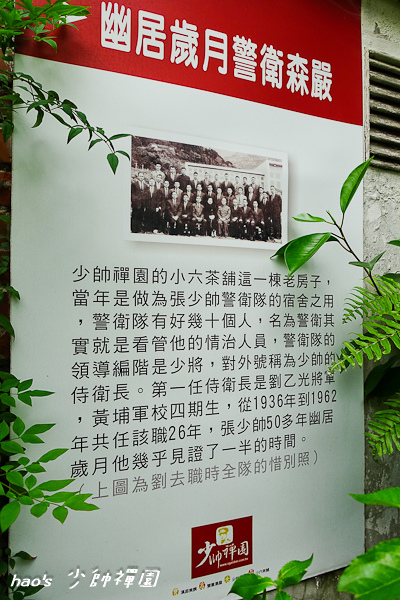 幽居歲月警衛森嚴
少帥禪園的小六茶舖這一棟老房子，
當年是做為張少帥警衛隊的宿舍之用
，警衛隊有好幾十個人，名為警衛其
實就是看管他的情治人員，警衛隊的
領導編階是少將，對外號稱為少帥的
侍衛長。第一任侍衛長是劉乙光將軍
，黃埔軍校四期生，從1936年到1962
年共任該職26年，張少帥50多年幽居
歲月他幾乎見證了一半的時間。
（上圖為劉去職時全隊的惜別照）
少帥禪園
hao's 少帥禪園